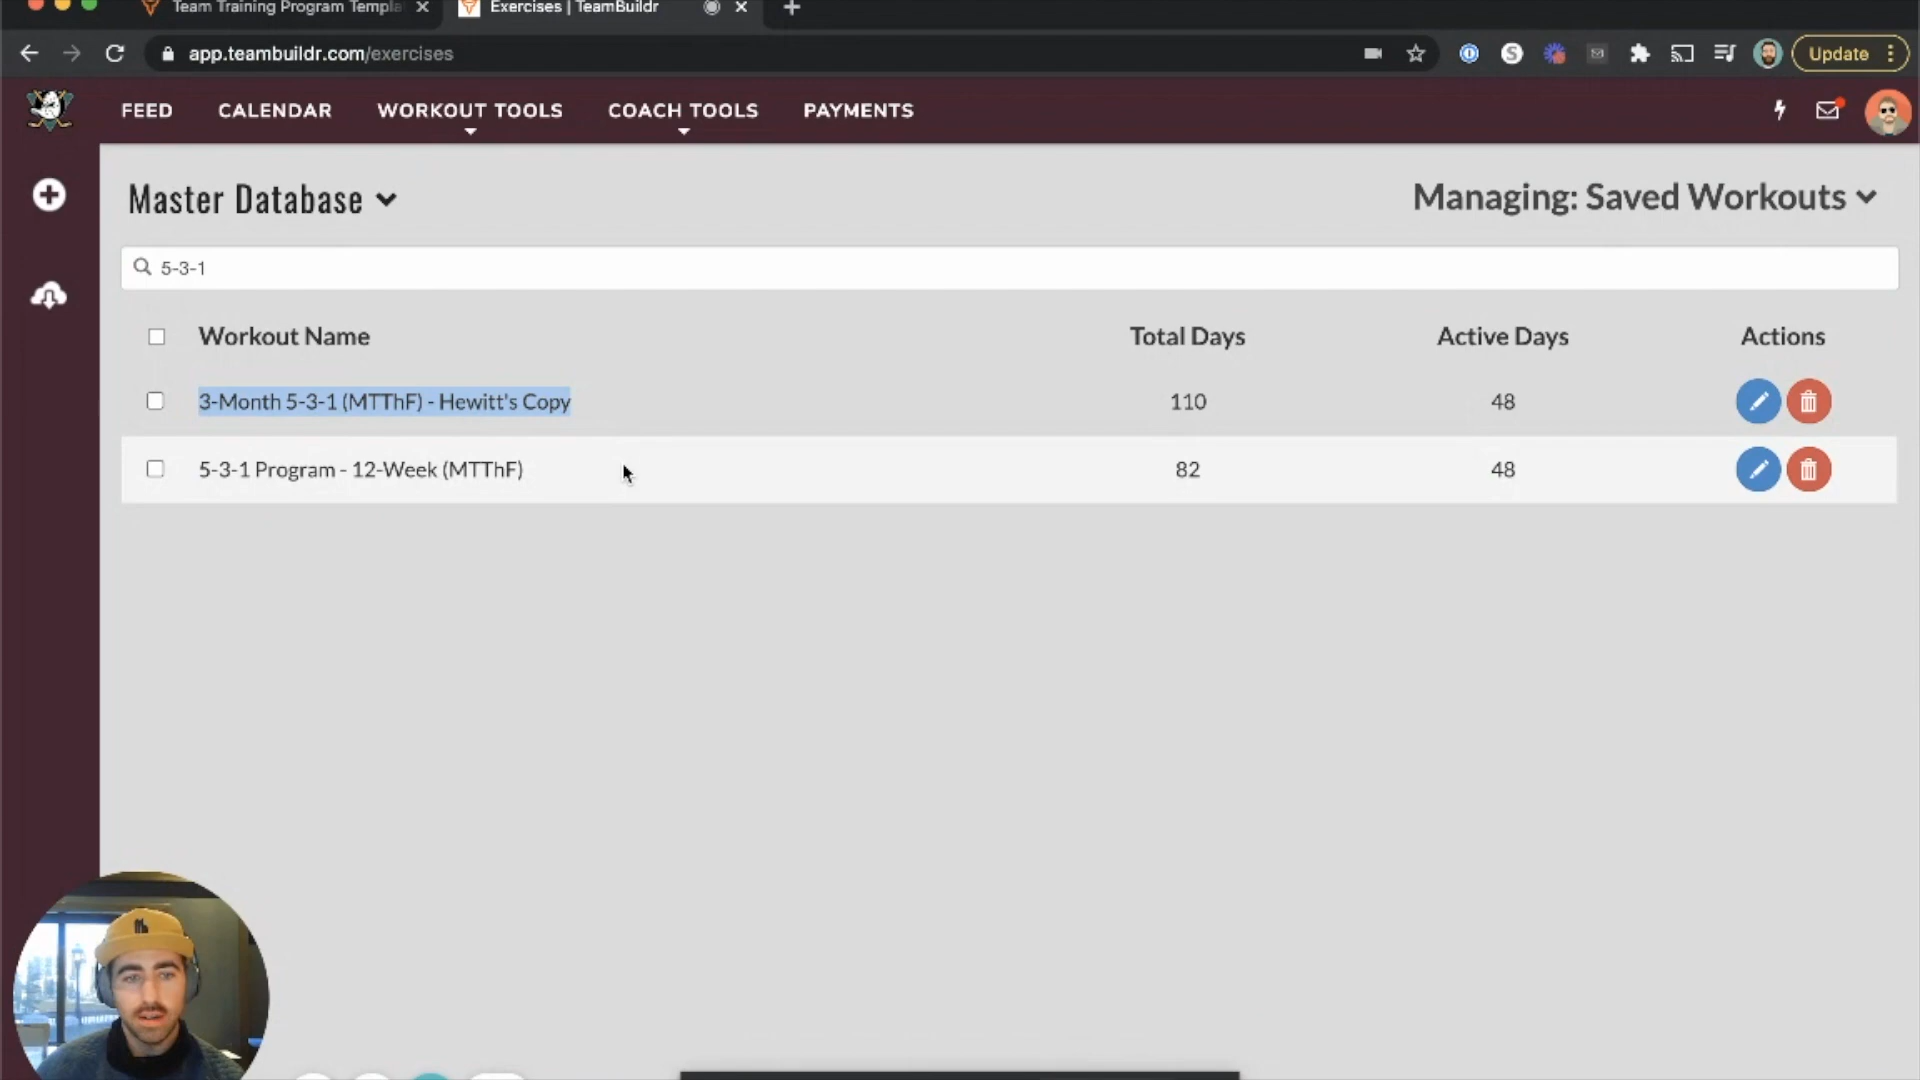 Team Training Program Templa
Exercises | TeamBuildr
app.teambuildr.com/exercises
Update
FEED
CALENDAR
WORKOUT TOOLS
COACH TOOLS
PAYMENTS
Master Database
Managing: Saved Workouts
5-3-1
Workout Name
Total Days
Active Days
Actions
3-Month 5-3-1 (MTThF) - Hewitt's Copy
110
48
5-3-1 Program - 12-Week (MTThF)
82
48